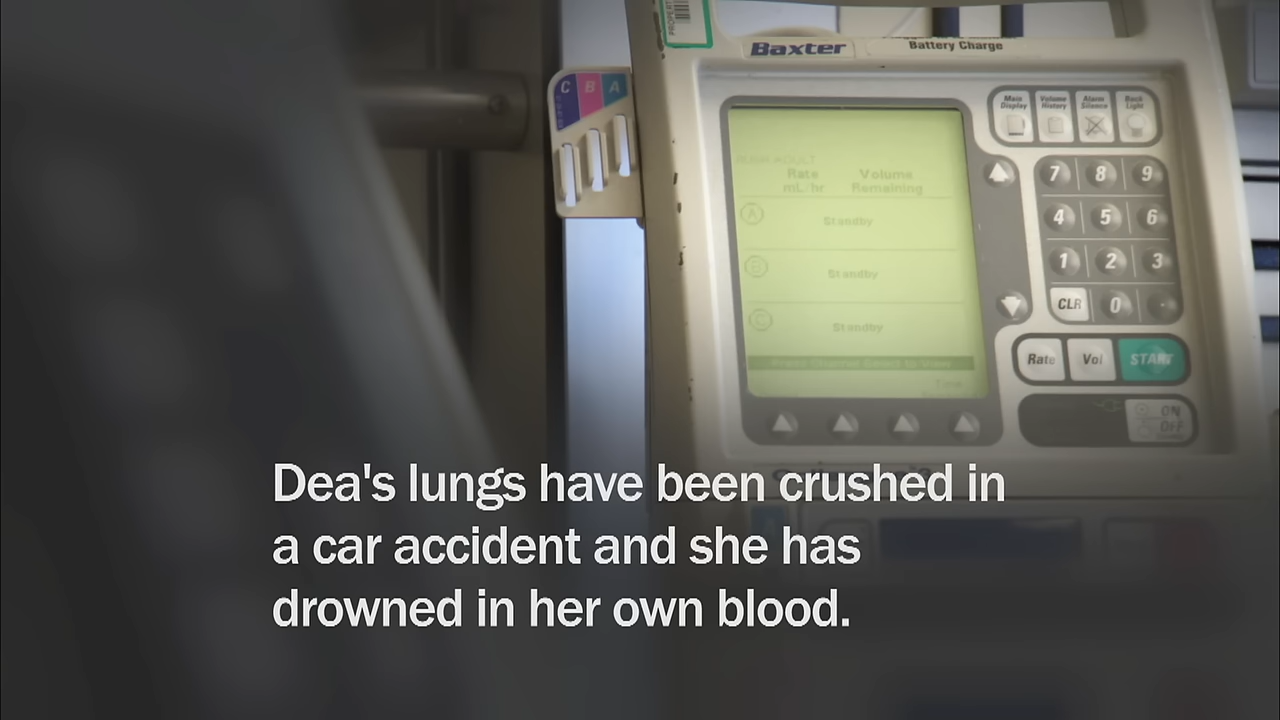 PROPERT
Baxter
Battery Charge
C B A
Main Display
Volume History
Alarm Silence
Back Light
Rate mL/hr
Volume Remaining
A Standby
B Standby
C Standby
Time
7 8 9
4 5 6
1 2 3
CLR 0
Rate Vol START
ON
OFF
Dea's lungs have been crushed in
a car accident and she has
drowned in her own blood.